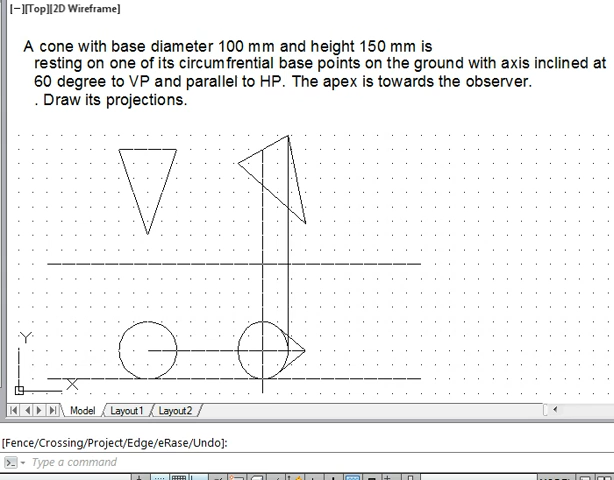 [−][Top][2D Wireframe]
A cone with base diameter 100 mm and height 150 mm is
resting on one of its circumfrential base points on the ground with axis inclined at
60 degree to VP and parallel to HP. The apex is towards the observer.
. Draw its projections.
Y
X
Model Layout1 Layout2
[Fence/Crossing/Project/Edge/eRase/Undo]:
Type a command